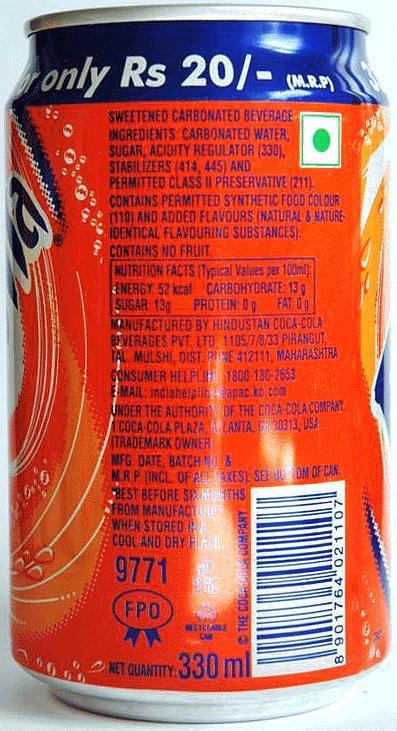 or only Rs 20/- (M.R.P)
SWEETENED CARBONATED BEVERAGE
INGREDIENTS: CARBONATED WATER,
SUGAR, ACIDITY REGULATOR (330),
STABILIZERS (414, 445) AND
PERMITTED CLASS II PRESERVATIVE (211).
CONTAINS PERMITTED SYNTHETIC FOOD COLOUR
(110) AND ADDED FLAVOURS (NATURAL & NATURE-
IDENTICAL FLAVOURING SUBSTANCES).
CONTAINS NO FRUIT.
NUTRITION FACTS (Typical Values per 100ml):
ENERGY: 52 kcal CARBOHYDRATE: 13 g
SUGAR: 13g PROTEIN: 0 g FAT: 0 g
MANUFACTURED BY HINDUSTAN COCA-COLA
BEVERAGES PVT. LTD. 1105/7/8/33 PIRANGUT,
TAL. MULSHI, DIST. PUNE 412111, MAHARASHTRA
CONSUMER HELPLINE: 1800-180-2653
E-MAIL: indiahelpline@apac.ko.com
UNDER THE AUTHORITY OF THE COCA-COLA COMPANY,
1 COCA-COLA PLAZA, ATLANTA, GA 30313, USA
(TRADEMARK OWNER)
MFG. DATE, BATCH NO. &
M.R.P (INCL. OF ALL TAXES): SEE BOTTOM OF CAN.
"BEST BEFORE SIX MONTHS
FROM MANUFACTURE
WHEN STORED IN A
COOL AND DRY PLACE.
9771
FPO
RECYCLABLE
CAN
© THE COCA-COLA COMPANY
8 901764 021107
NET QUANTITY: 330 ml